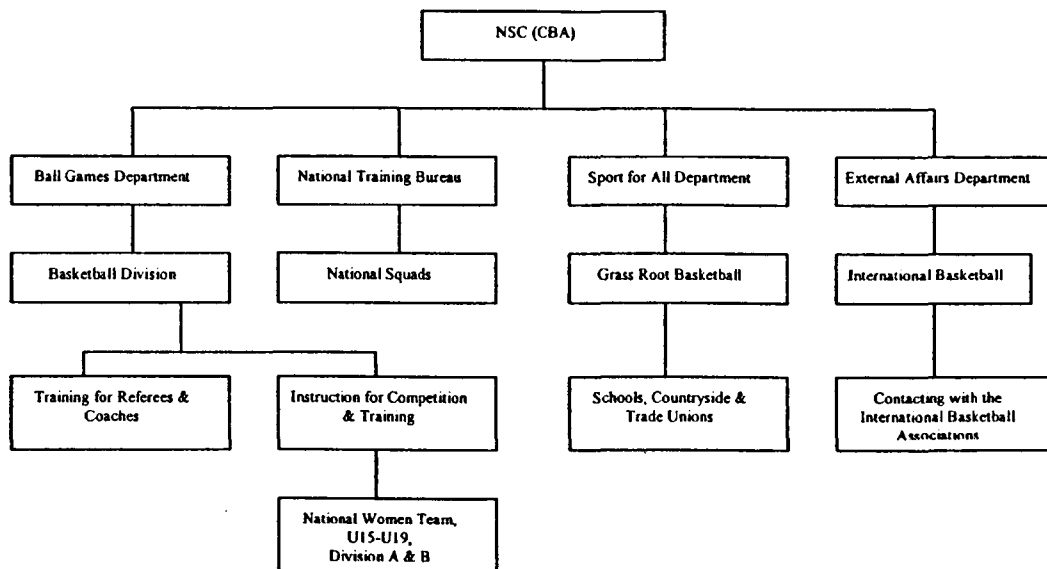 NSC (CBA)
Ball Games Department
National Training Bureau
Sport for All Department
External Affairs Department
Basketball Division
National Squads
Grass Root Basketball
International Basketball
Training for Referees &
Coaches
Instruction for Competition
& Training
Schools, Countryside &
Trade Unions
Contacting with the
International Basketball
Associations
National Women Team,
U15-U19,
Division A & B